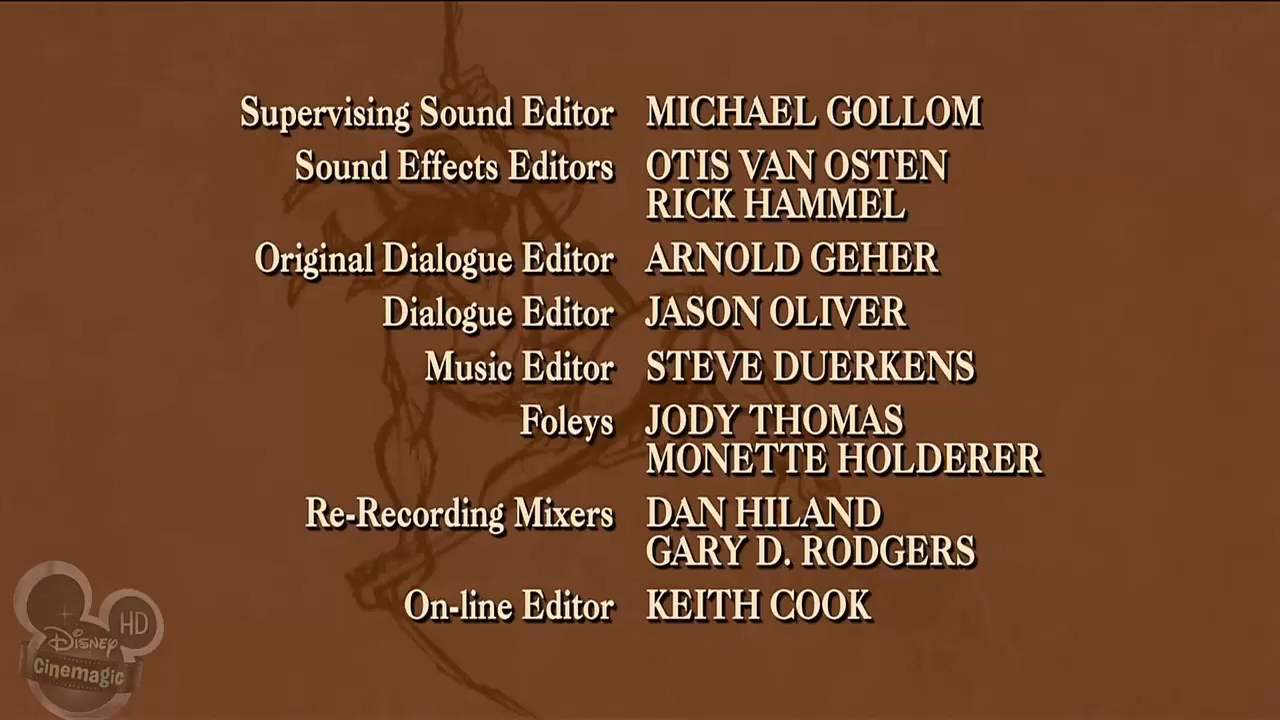 Supervising Sound Editor MICHAEL GOLLOM
Sound Effects Editors OTIS VAN OSTEN
RICK HAMMEL
Original Dialogue Editor ARNOLD GEHER
Dialogue Editor JASON OLIVER
Music Editor STEVE DUERKENS
Foleys JODY THOMAS
MONETTE HOLDERER
Re-Recording Mixers DAN HILAND
GARY D. RODGERS
On-line Editor KEITH COOK
HD
Disney
Cinemagic